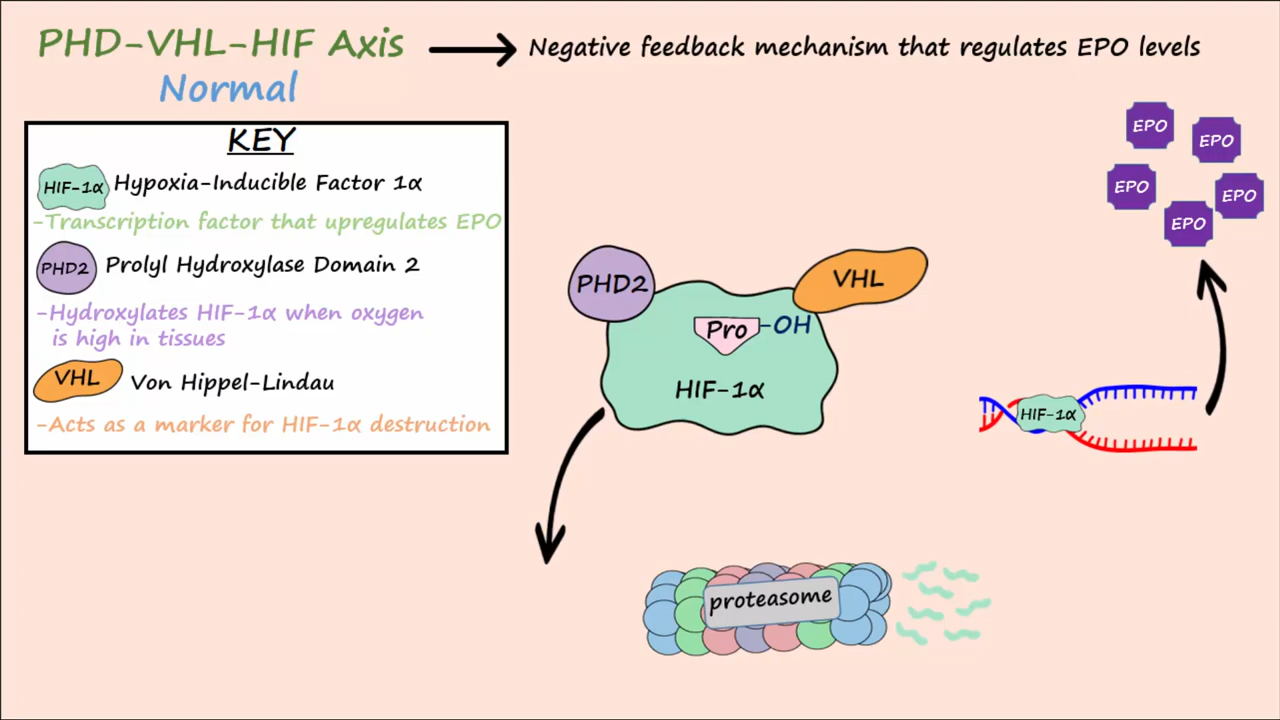 PHD-VHL-HIF Axis
Negative feedback mechanism that regulates EPO levels
Normal
KEY
HIF-1α Hypoxia-Inducible Factor 1α
-Transcription factor that upregulates EPO
PHD2 Prolyl Hydroxylase Domain 2
-Hydroxylates HIF-1α when oxygen
is high in tissues
VHL Von Hippel-Lindau
-Acts as a marker for HIF-1α destruction
PHD2
VHL
Pro-OH
HIF-1α
EPO
EPO
EPO
EPO
EPO
HIF-1α
proteasome